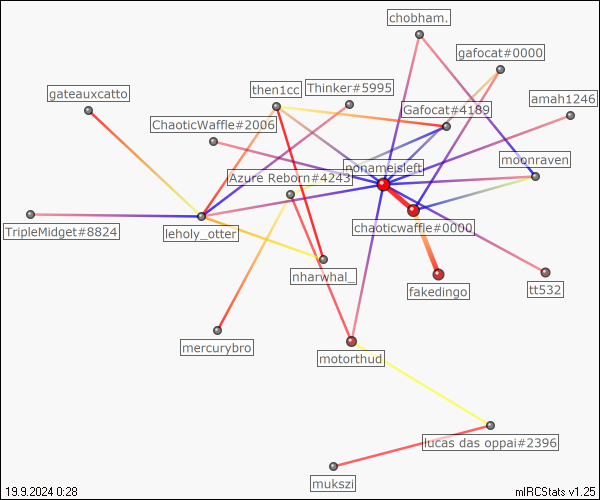 chobham.
gafocat#0000
gateauxcatto
then1cc
Thinker#5995
amah1246
Gafocat#4189
ChaoticWaffle#2006
moonraven
nonameisleft
Azure Reborn#4243
TripleMidget#8824
leholy_otter
chaoticwaffle#0000
nharwhal_
fakedingo
tt532
mercurybro
motorthud
lucas das oppai#2396
mukszi
19.9.2024 0:28
mIRCStats v1.25